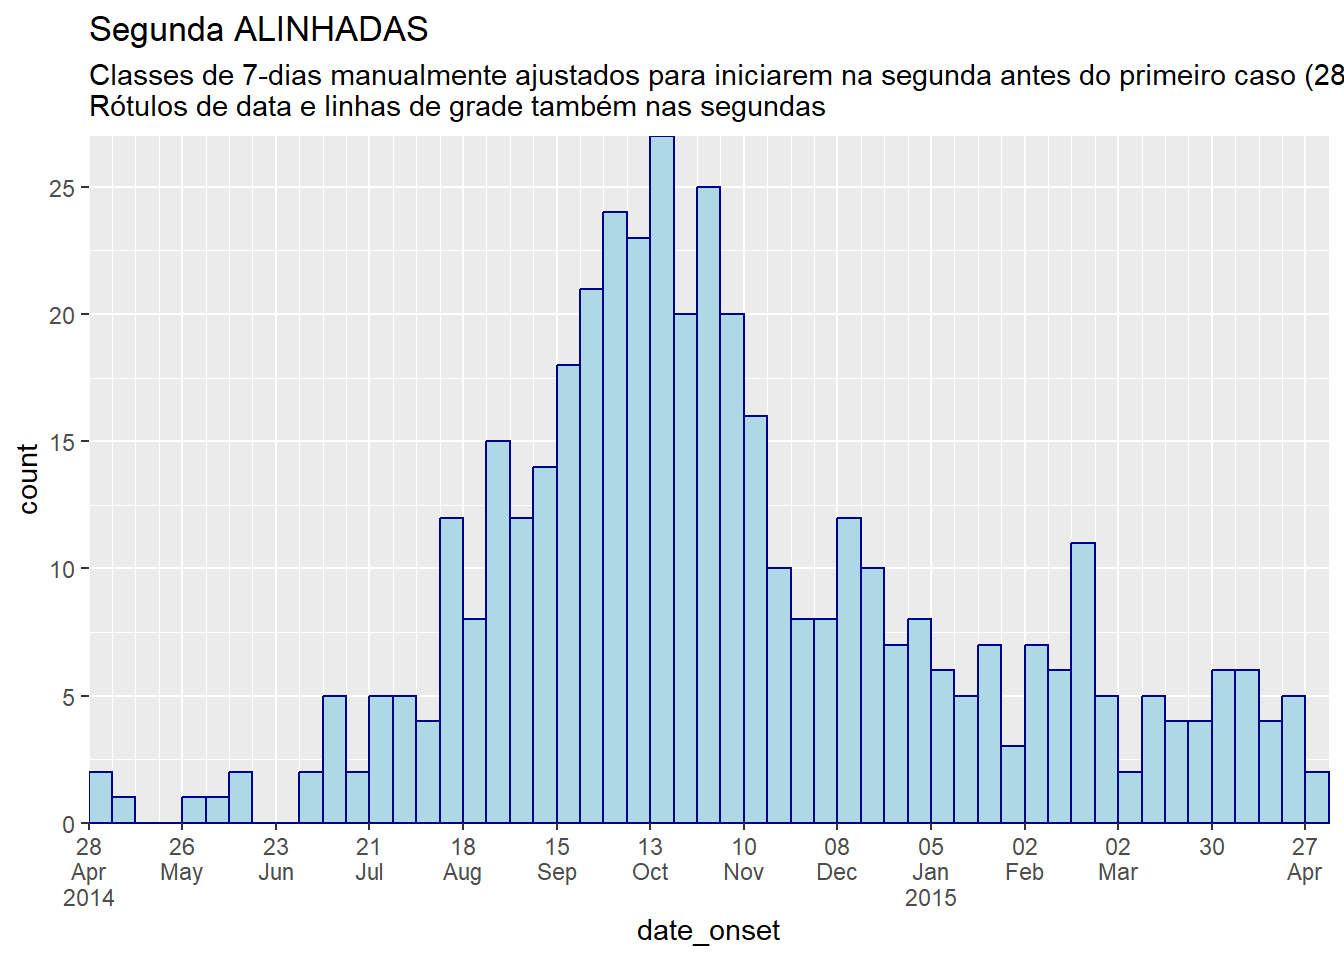 Segunda ALINHADAS
Classes de 7-dias manualmente ajustados para iniciarem na segunda antes do primeiro caso (28
Rótulos de data e linhas de grade também nas segundas
count
25
20
15
10
5
0
28 26 23 21 18 15 13 10 08 05 02 02 30 27
Apr May Jun Jul Aug Sep Oct Nov Dec Jan Feb Mar Apr
2014 2015
date_onset